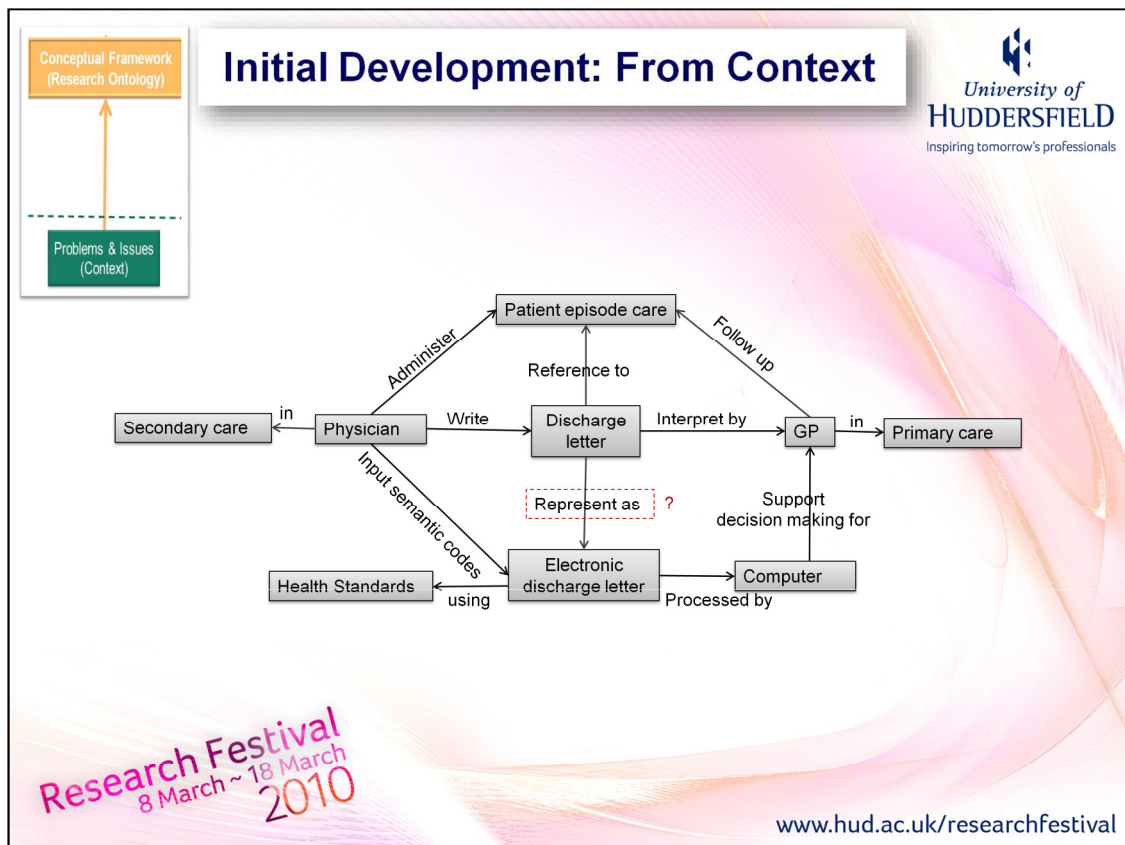 Conceptual Framework
(Research Ontology)
Problems & Issues
(Context)
Initial Development: From Context
University of
HUDDERSFIELD
Inspiring tomorrow's professionals
Patient episode care
Administer
Follow up
Reference to
Secondary care
in
Physician
Write
Discharge
letter
Interpret by
GP
in
Primary care
Input semantic codes
Represent as
?
Support
decision making for
Health Standards
using
Electronic
discharge letter
Processed by
Computer
Research Festival
8 March ~ 18 March
2010
www.hud.ac.uk/researchfestival